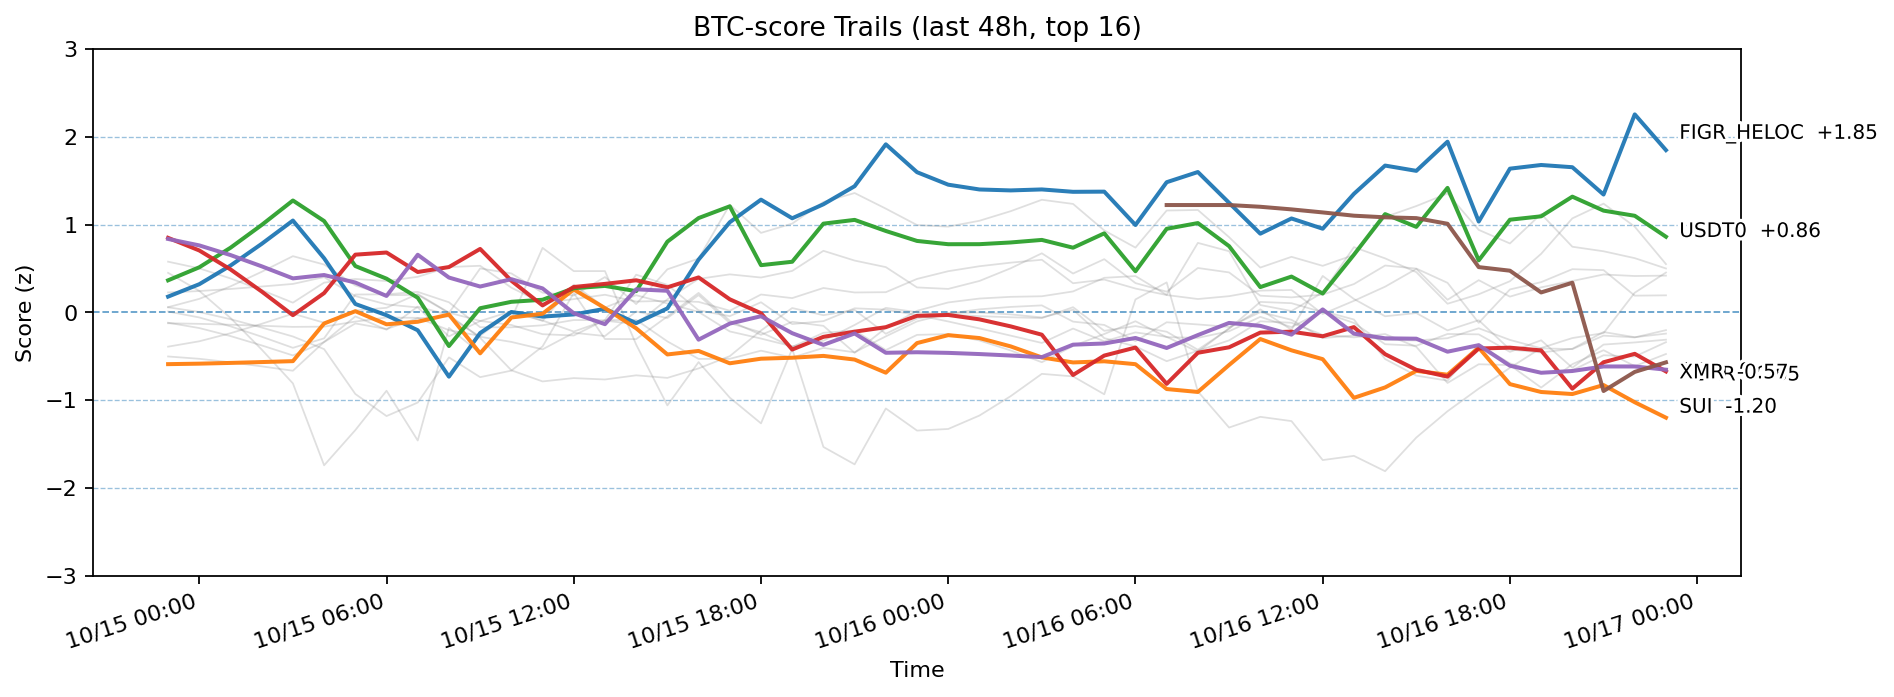 BTC-score Trails (last 48h, top 16)
Score (z)
3
2
1
0
−1
−2
−3
FIGR_HELOC +1.85
USDT0 +0.86
SUI -1.20
10/15 00:00
10/15 06:00
10/15 12:00
10/15 18:00
10/16 00:00
10/16 06:00
10/16 12:00
10/16 18:00
10/17 00:00
Time